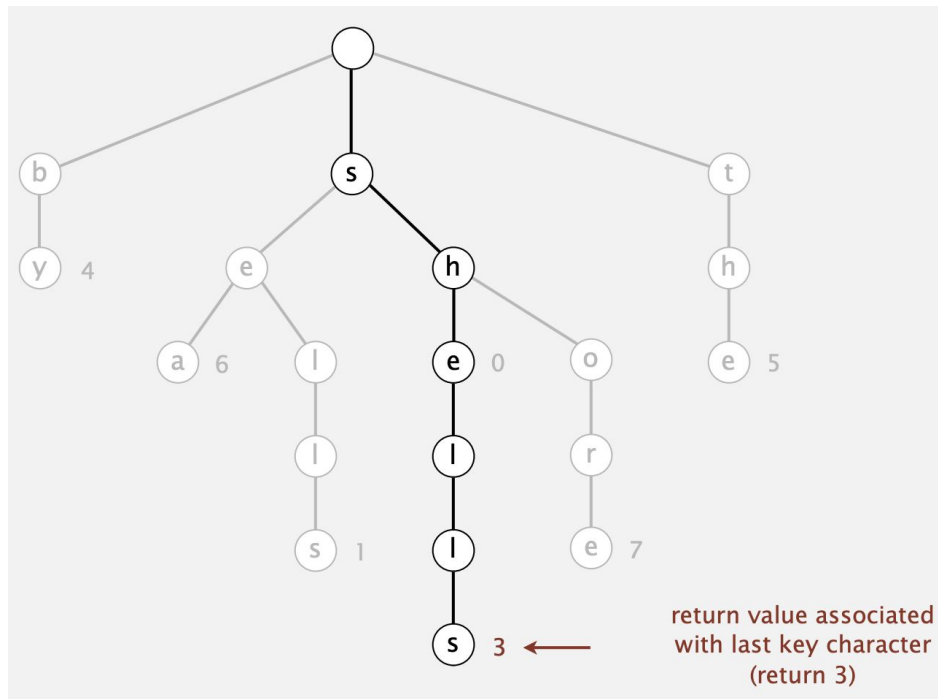 b s t
y 4 e h h
a 6 l e 0 o e 5
l l r
s 1 l e 7
s 3
return value associated
with last key character
(return 3)